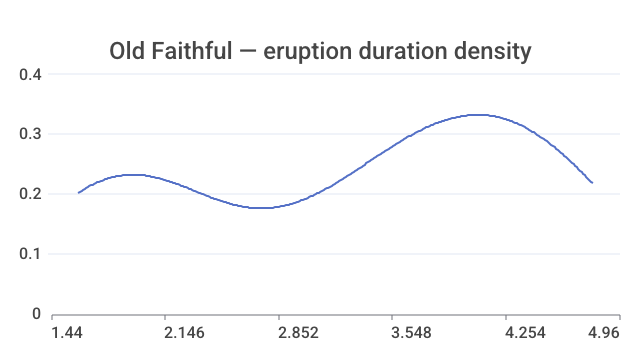 Old Faithful — eruption duration density
0.4
0.3
0.2
0.1
0
1.44 2.146 2.852 3.548 4.254 4.96